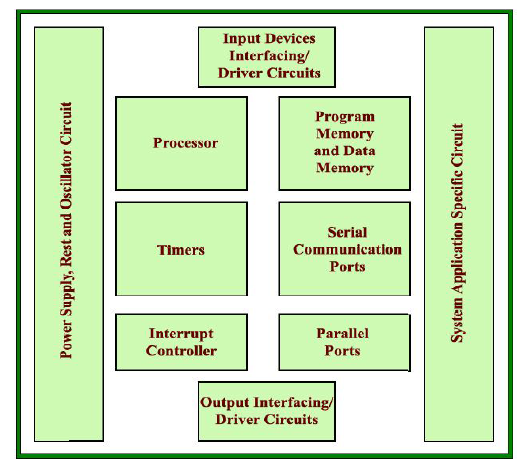 Input Devices
Interfacing/
Driver Circuits
Power Supply, Rest and Oscillator Circuit
Processor
Program
Memory
and Data
Memory
System Application Specific Circuit
Timers
Serial
Communication
Ports
Interrupt
Controller
Parallel
Ports
Output Interfacing/
Driver Circuits